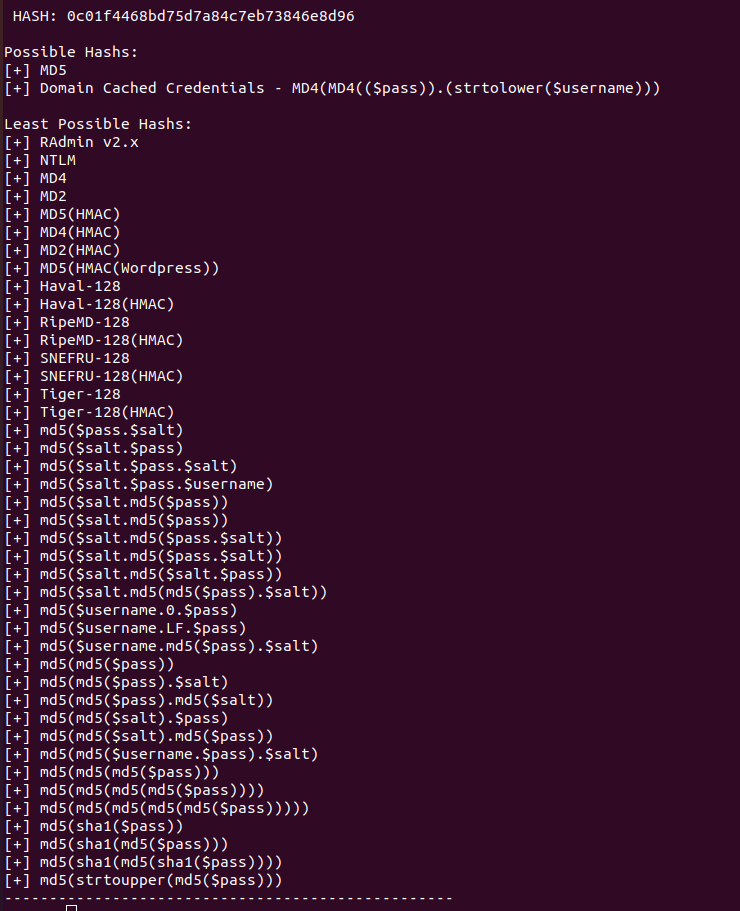 HASH: 0c01f4468bd75d7a84c7eb73846e8d96
Possible Hashs:
[+] MD5
[+] Domain Cached Credentials - MD4(MD4(($pass)).(strtolower($username)))
Least Possible Hashs:
[+] RAdmin v2.x
[+] NTLM
[+] MD4
[+] MD2
[+] MD5(HMAC)
[+] MD4(HMAC)
[+] MD2(HMAC)
[+] MD5(HMAC(Wordpress))
[+] Haval-128
[+] Haval-128(HMAC)
[+] RipeMD-128
[+] RipeMD-128(HMAC)
[+] SNEFRU-128
[+] SNEFRU-128(HMAC)
[+] Tiger-128
[+] Tiger-128(HMAC)
[+] md5($pass.$salt)
[+] md5($salt.$pass)
[+] md5($salt.$pass.$salt)
[+] md5($salt.$pass.$username)
[+] md5($salt.md5($pass))
[+] md5($salt.md5($pass))
[+] md5($salt.md5($pass.$salt))
[+] md5($salt.md5($pass.$salt))
[+] md5($salt.md5($salt.$pass))
[+] md5($salt.md5(md5($pass).$salt))
[+] md5($username.0.$pass)
[+] md5($username.LF.$pass)
[+] md5($username.md5($pass).$salt)
[+] md5(md5($pass))
[+] md5(md5($pass).$salt)
[+] md5(md5($pass).md5($salt))
[+] md5(md5($salt).$pass)
[+] md5(md5($salt).md5($pass))
[+] md5(md5($username.$pass).$salt)
[+] md5(md5(md5($pass)))
[+] md5(md5(md5(md5($pass))))
[+] md5(md5(md5(md5(md5($pass)))))
[+] md5(sha1($pass))
[+] md5(sha1(md5($pass)))
[+] md5(sha1(md5(sha1($pass))))
[+] md5(strtoupper(md5($pass)))
--------------------------------------------------